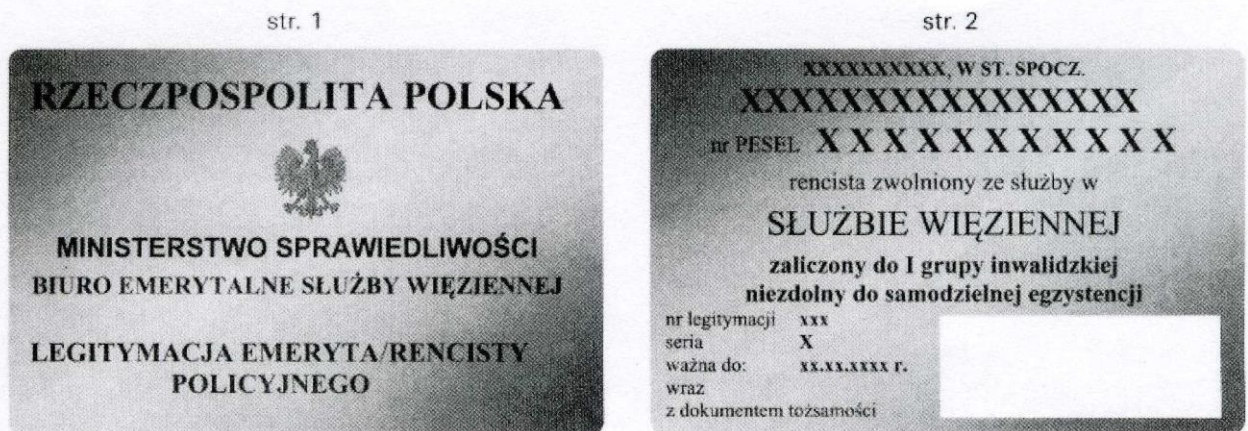 str. 1
RZECZPOSPOLITA POLSKA
MINISTERSTWO SPRAWIEDLIWOŚCI
BIURO EMERYTALNE SŁUŻBY WIĘZIENNEJ
LEGITYMACJA EMERYTA/RENCISTY
POLICYJNEGO
str. 2
XXXXXXXXXX, W ST. SPOCZ.
XXXXXXXXXXXXXXXXX
nr PESEL X X X X X X X X X X X
rencista zwolniony ze służby w
SŁUŻBIE WIĘZIENNEJ
zaliczony do I grupy inwalidzkiej
niezdolny do samodzielnej egzystencji
nr legitymacji xxx
seria X
ważna do: xx.xx.xxxx r.
wraz
z dokumentem tożsamości